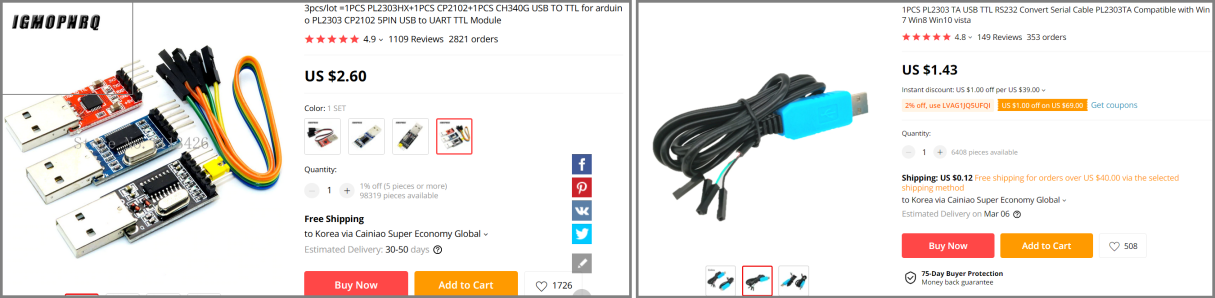 IGMOPNRQ
3pcs/lot =1PCS PL2303HX+1PCS CP2102+1PCS CH340G USB TO TTL for arduin
o PL2303 CP2102 5PIN USB to UART TTL Module
4.9 1109 Reviews 2821 orders
US $2.60
Color: 1 SET
Quantity:
1
1% off (5 pieces or more)
98319 pieces available
Free Shipping
to Korea via Cainiao Super Economy Global
Estimated Delivery: 30-50 days
Buy Now
Add to Cart
1726
1PCS PL2303 TA USB TTL RS232 Convert Serial Cable PL2303TA Compatible with Win
7 Win8 Win10 vista
4.8 149 Reviews 353 orders
US $1.43
Instant discount: US $1.00 off per US $39.00
2% off, use LVAG1JQ5UFQI US $1.00 off on US $69.00 Get coupons
Quantity:
1 6408 pieces available
Shipping: US $0.12 Free shipping for orders over US $40.00 via the selected
shipping method
to Korea via Cainiao Super Economy Global
Estimated Delivery on Mar 06
Buy Now
Add to Cart
508
75-Day Buyer Protection
Money back guarantee